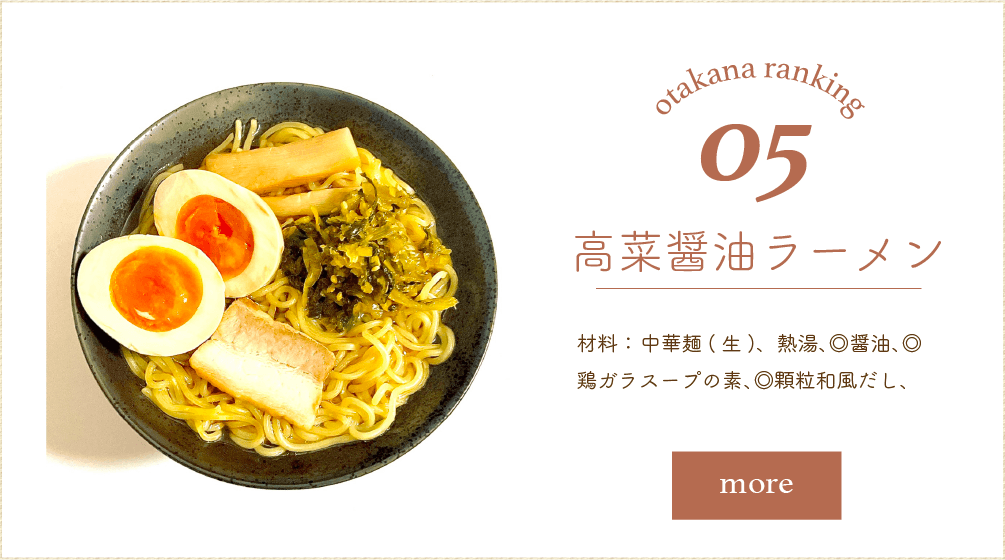 otakana ranking
05
高菜醤油ラーメン
材料：中華麺(生)、熱湯、◎醤油、◎
鶏ガラスープの素、◎顆粒和風だし、
more